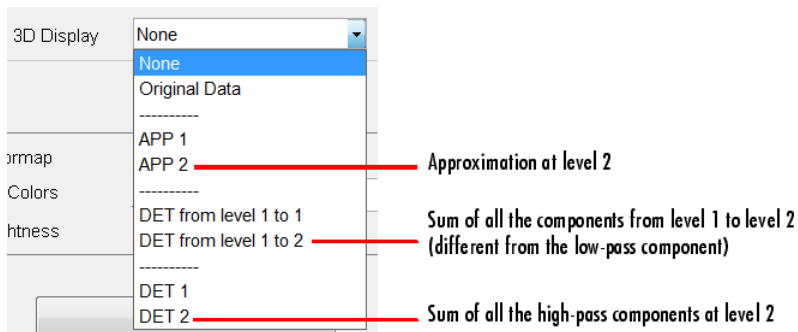 3D Display None
None
Original Data
----------
APP 1
ormap
APP 2 Approximation at level 2
----------
Colors
DET from level 1 to 1
Sum of all the components from level 1 to level 2
htness
DET from level 1 to 2
(different from the low-pass component)
----------
DET 1
DET 2 Sum of all the high-pass components at level 2